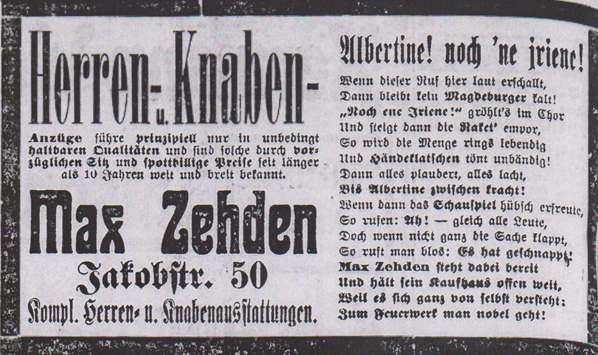 Herren- u. Knaben-
Anzüge führe prinzipiell nur in unbedingt
haltbaren Qualitäten und sind solche durch vor-
züglichen Sitz und spottbillige Preise seit länger
als 10 Jahren weit und breit bekannt.
Max Zehden
Jakobstr. 50
Kompl. Herren- u. Knabenausstattungen.
Albertine! noch 'ne jriene!
Wenn dieser Ruf hier laut erschallt,
Dann bleibt kein Magdeburger kalt!
„Noch ene Jriene!“ gröhlt's im Chor
Und steigt dann die Raket' empor,
So wird die Menge rings lebendig
Und Händeklatschen tönt unbändig!
Dann alles plaudert, alles lacht,
Bis Albertine zwischen kracht!
Wenn dann das Schauspiel hübsch erfreute,
So rufen: Ah! — gleich alle Leute,
Doch wenn nicht ganz die Sache klappt,
So ruft man blos: Es hat geschnappt!
Max Zehden steht dabei bereit
Und hält sein Kaufhaus offen weit,
Weil es sich ganz von selbst versteht:
Zum Feuerwerk man nobel geht!